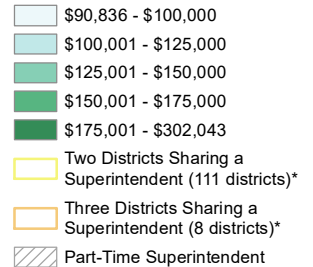 $90,836 - $100,000
$100,001 - $125,000
$125,001 - $150,000
$150,001 - $175,000
$175,001 - $302,043
Two Districts Sharing a
Superintendent (111 districts)*
Three Districts Sharing a
Superintendent (8 districts)*
Part-Time Superintendent